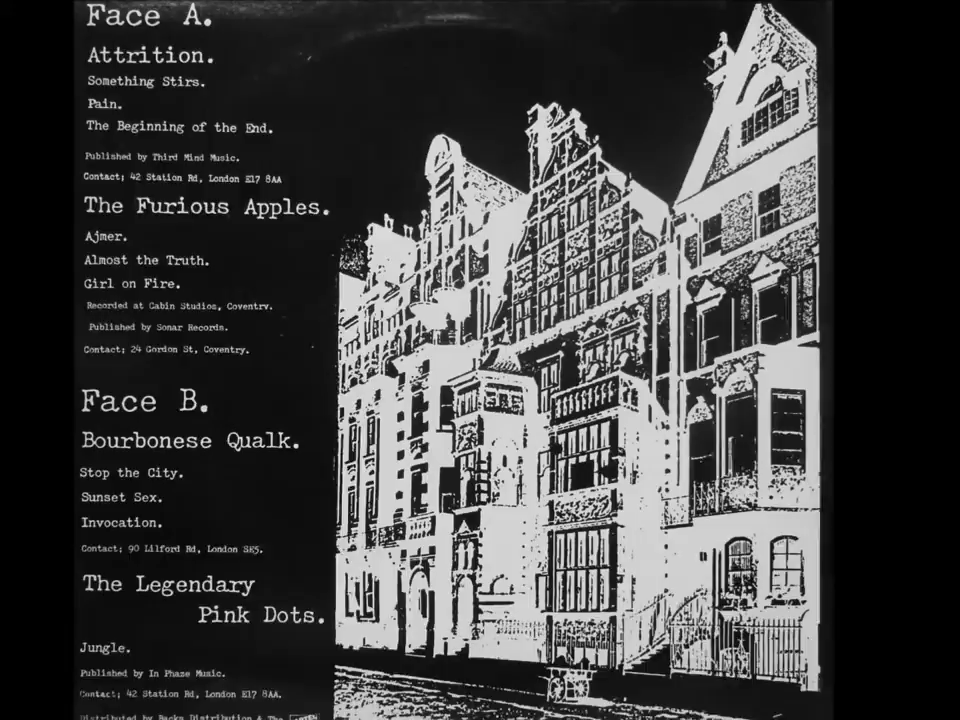 Face A.
Attrition.
Something Stirs.
Pain.
The Beginning of the End.
Published by Third Mind Music.
Contact; 42 Station Rd, London E17 8AA
The Furious Apples.
Ajmer.
Almost the Truth.
Girl on Fire.
Recorded at Cabin Studios, Coventry.
Published by Sonar Records.
Contact; 24 Gordon St, Coventry.
Face B.
Bourbonese Qualk.
Stop the City.
Sunset Sex.
Invocation.
Contact; 90 Lilford Rd, London SE5.
The Legendary
Pink Dots.
Jungle.
Published by In Phaze Music.
Contact; 42 Station Rd, London E17 8AA.
Distributed by Backs Distribution & The